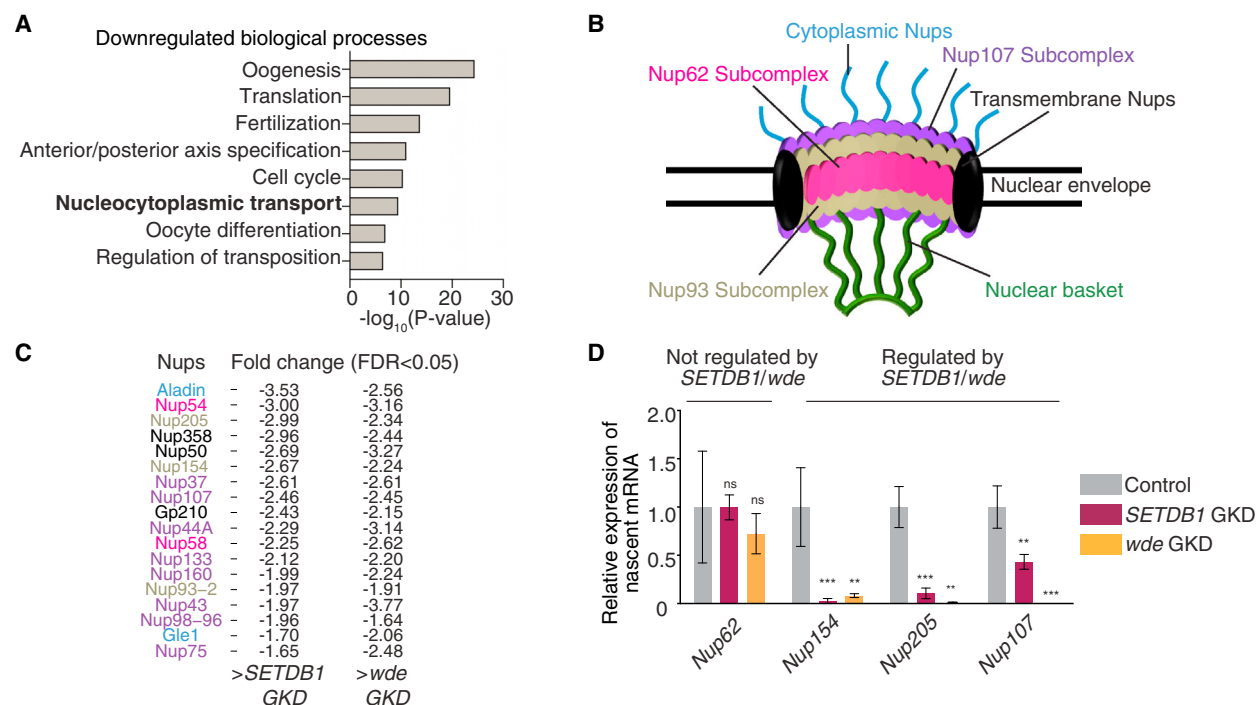 A
Downregulated biological processes
Oogenesis
Translation
Fertilization
Anterior/posterior axis specification
Cell cycle
Nucleocytoplasmic transport
Oocyte differentiation
Regulation of transposition
0 10 20 30
-log10(P-value)
B
Cytoplasmic Nups
Nup107 Subcomplex
Nup62 Subcomplex
Transmembrane Nups
Nuclear envelope
Nup93 Subcomplex
Nuclear basket
C
Nups Fold change (FDR<0.05)
Aladin - -3.53 -2.56
Nup54 - -3.00 -3.16
Nup205 - -2.99 -2.34
Nup358 - -2.96 -2.44
Nup50 - -2.69 -3.27
Nup154 - -2.67 -2.24
Nup37 - -2.61 -2.61
Nup107 - -2.46 -2.45
Gp210 - -2.43 -2.15
Nup44A - -2.29 -3.14
Nup58 - -2.25 -2.62
Nup133 - -2.12 -2.20
Nup160 - -1.99 -2.24
Nup93-2 - -1.97 -1.91
Nup43 - -1.97 -3.77
Nup98-96 - -1.96 -1.64
Gle1 - -1.70 -2.06
Nup75 - -1.65 -2.48
>SETDB1 >wde
GKD GKD
D
Not regulated by
SETDB1/wde
Regulated by
SETDB1/wde
Relative expression of
nascent mRNA
2.0
1.5
1.0
0.5
0
ns
ns
***
**
***
**
**
***
Nup62
Nup154
Nup205
Nup107
Control
SETDB1 GKD
wde GKD